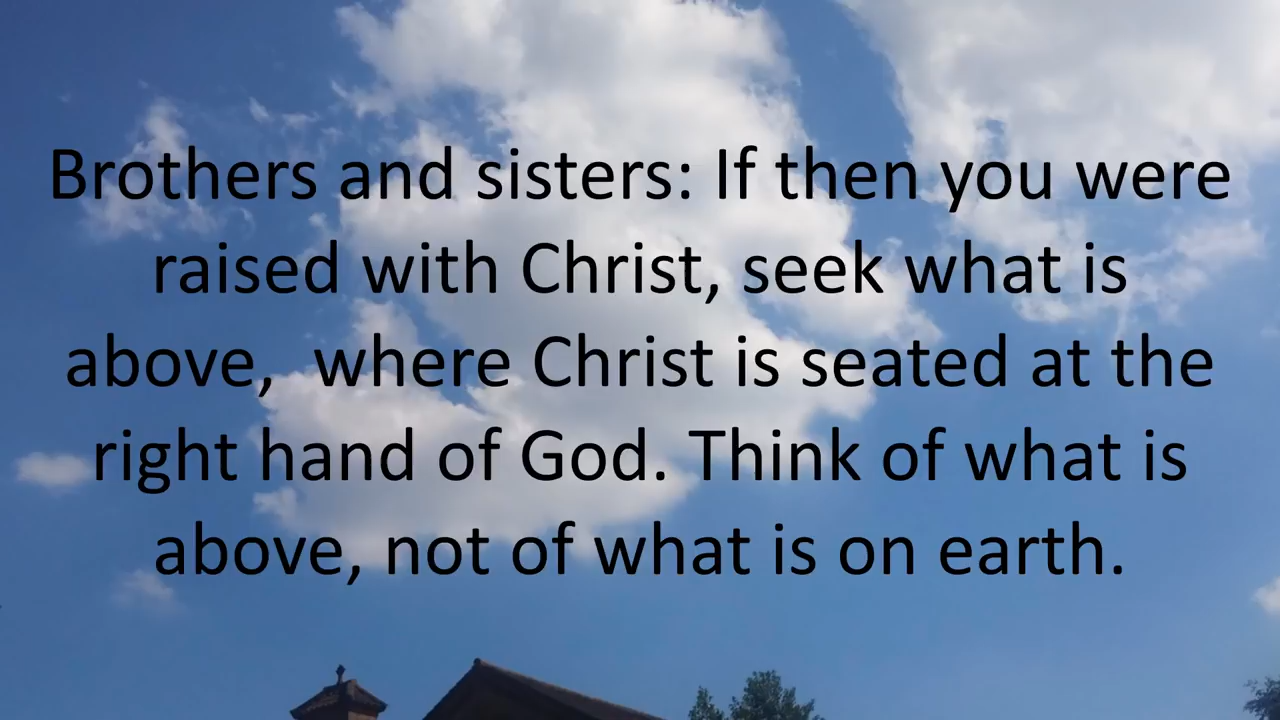 Brothers and sisters: If then you were
raised with Christ, seek what is
above,  where Christ is seated at the
right hand of God. Think of what is
above, not of what is on earth.